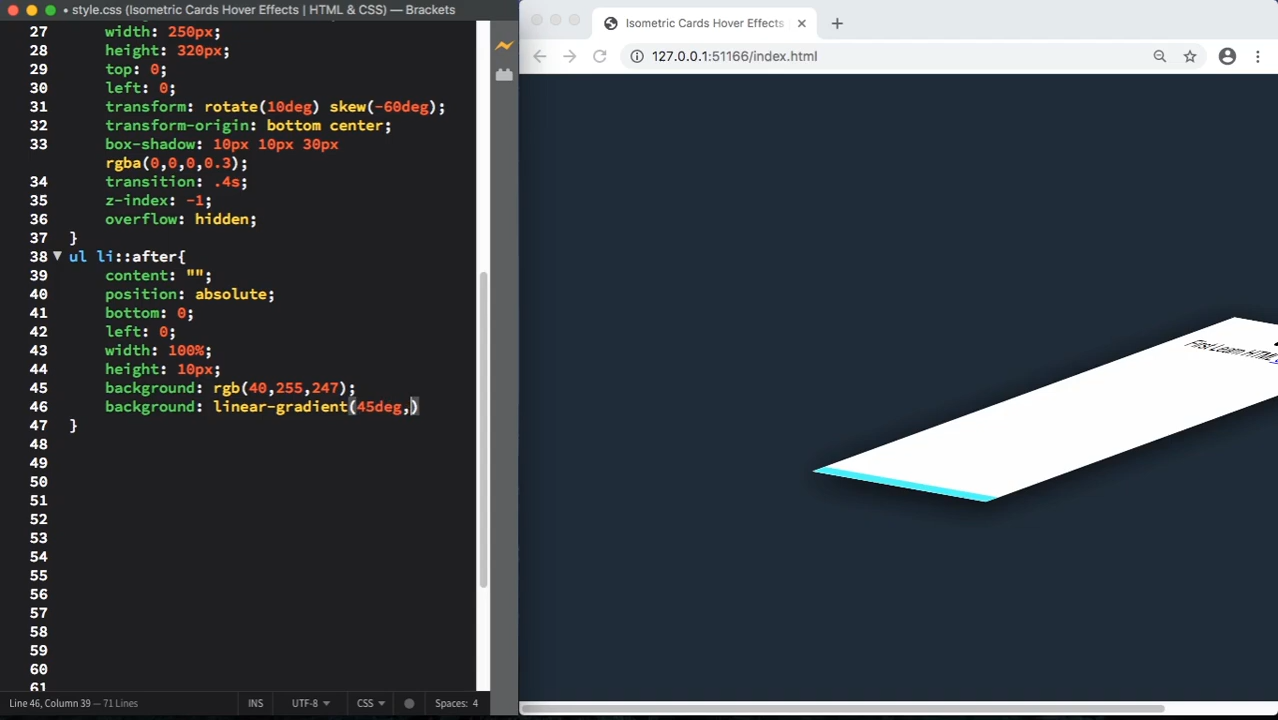 style.css (Isometric Cards Hover Effects | HTML & CSS) — Brackets
27 width: 250px;
28 height: 320px;
29 top: 0;
30 left: 0;
31 transform: rotate(10deg) skew(-60deg);
32 transform-origin: bottom center;
33 box-shadow: 10px 10px 30px
rgba(0,0,0,0.3);
34 transition: .4s;
35 z-index: -1;
36 overflow: hidden;
37 }
38 ul li::after{
39 content: "";
40 position: absolute;
41 bottom: 0;
42 left: 0;
43 width: 100%;
44 height: 10px;
45 background: rgb(40,255,247);
46 background: linear-gradient(45deg,)
47 }
48
49
50
51
52
53
54
55
56
57
58
59
60
61
Line 46, Column 39 — 71 Lines
INS
UTF-8
CSS
Spaces: 4
Isometric Cards Hover Effects
127.0.0.1:51166/index.html
First Learn HTML